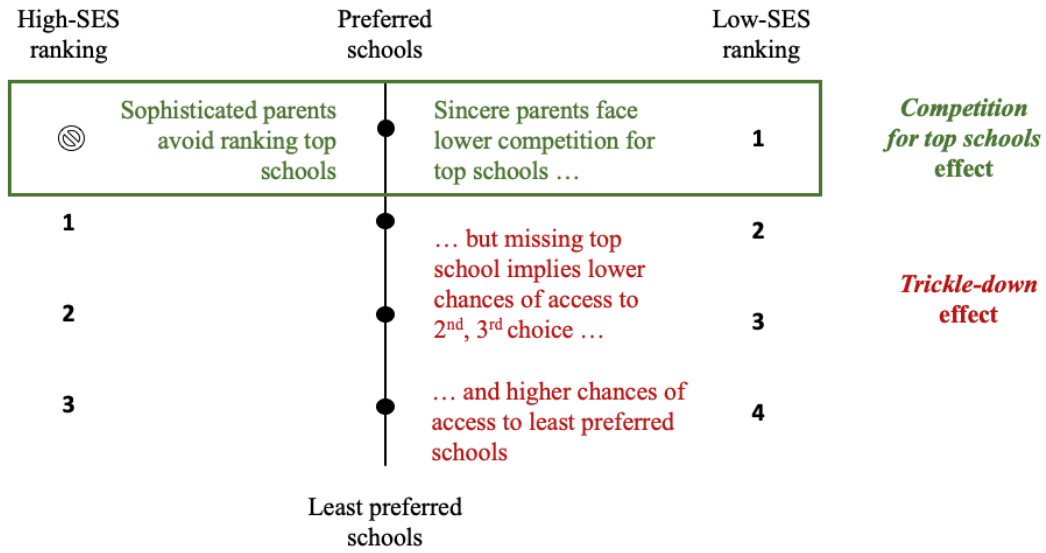 High-SES
ranking
Preferred
schools
Low-SES
ranking
Sophisticated parents
avoid ranking top
schools
Sincere parents face
lower competition for
top schools …
1
Competition
for top schools
effect
1
… but missing top
school implies lower
chances of access to
2nd, 3rd choice …
2
2
3
Trickle-down
effect
3
… and higher chances of
access to least preferred
schools
4
Least preferred
schools